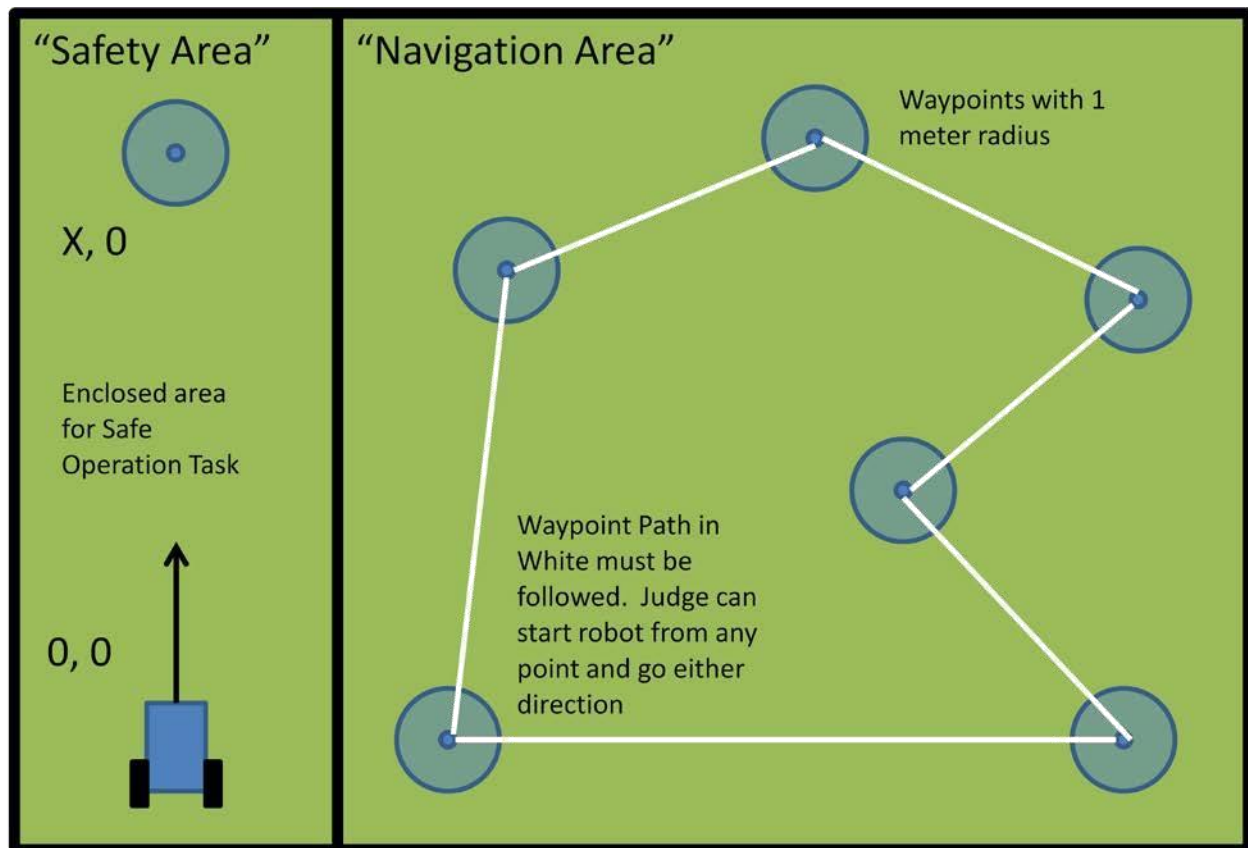 “Safety Area”
X, 0
Enclosed area
for Safe
Operation Task
0, 0
“Navigation Area”
Waypoints with 1
meter radius
Waypoint Path in
White must be
followed.  Judge can
start robot from any
point and go either
direction